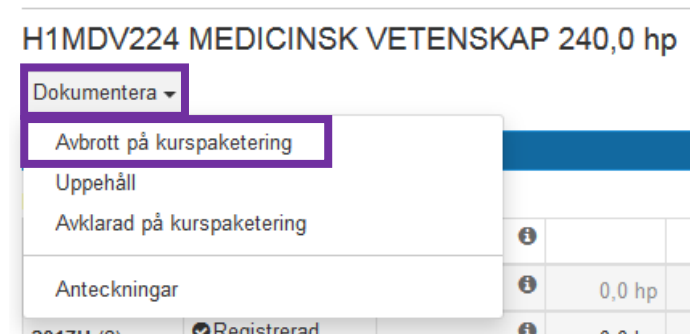 H1MDV224 MEDICINSK VETENSKAP 240,0 hp
Dokumentera
Avbrott på kurspaketering
Uppehåll
Avklarad på kurspaketering
Anteckningar
0,0 hp
Registrerad